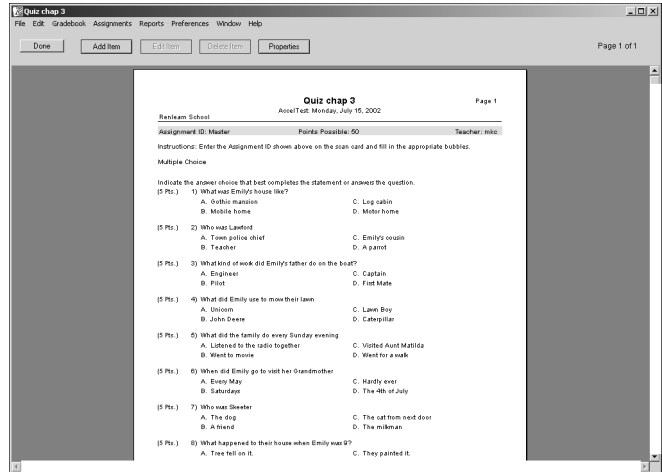 Quiz chap 3
File Edit Gradebook Assignments Reports Preferences Window Help
Done Add Item Edit Item Delete Item Properties Page 1 of 1
Quiz chap 3 Page 1
AccelTest: Monday, July 15, 2002
Renlearn School
Assignment ID: Master Points Possible: 50 Teacher: mkc
Instructions: Enter the Assignment ID shown above on the scan card and fill in the appropriate bubbles.
Multiple Choice
Indicate the answer choice that best completes the statement or answers the question.
(5 Pts.) 1) What was Emily's house like?
A. Gothic mansion C. Log cabin
B. Mobile home D. Motor home
(5 Pts.) 2) Who was Lawford
A. Town police chief C. Emily's cousin
B. Teacher D. A parrot
(5 Pts.) 3) What kind of work did Emily's father do on the boat?
A. Engineer C. Captain
B. Pilot D. First Mate
(5 Pts.) 4) What did Emily use to mow their lawn
A. Unicorn C. Lawn Boy
B. John Deere D. Caterpillar
(5 Pts.) 5) What did the family do every Sunday evening
A. Listened to the radio together C. Visited Aunt Matilda
B. Went to movie D. Went for a walk
(5 Pts.) 6) When did Emily go to visit her Grandmother
A. Every May C. Hardly ever
B. Saturdays D. The 4th of July
(5 Pts.) 7) Who was Skeeter
A. The dog C. The cat from next door
B. A friend D. The milkman
(5 Pts.) 8) What happened to their house when Emily was 9?
A. Tree fell on it. C. They painted it.